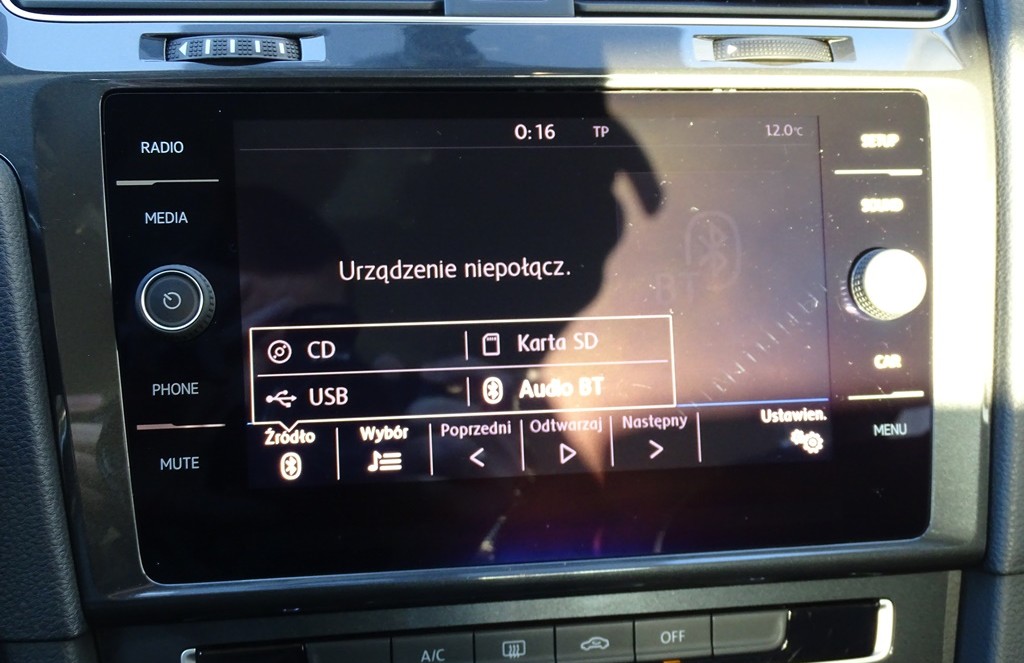 RADIO
MEDIA
PHONE
MUTE
0:16 TP 12.0°C
Urządzenie niepołącz.
BT
CD Karta SD
USB Audio BT
Źródło Wybór Poprzedni Odtwarzaj Następny Ustawien.
SETUP
SOUND
CAR
MENU
A/C OFF